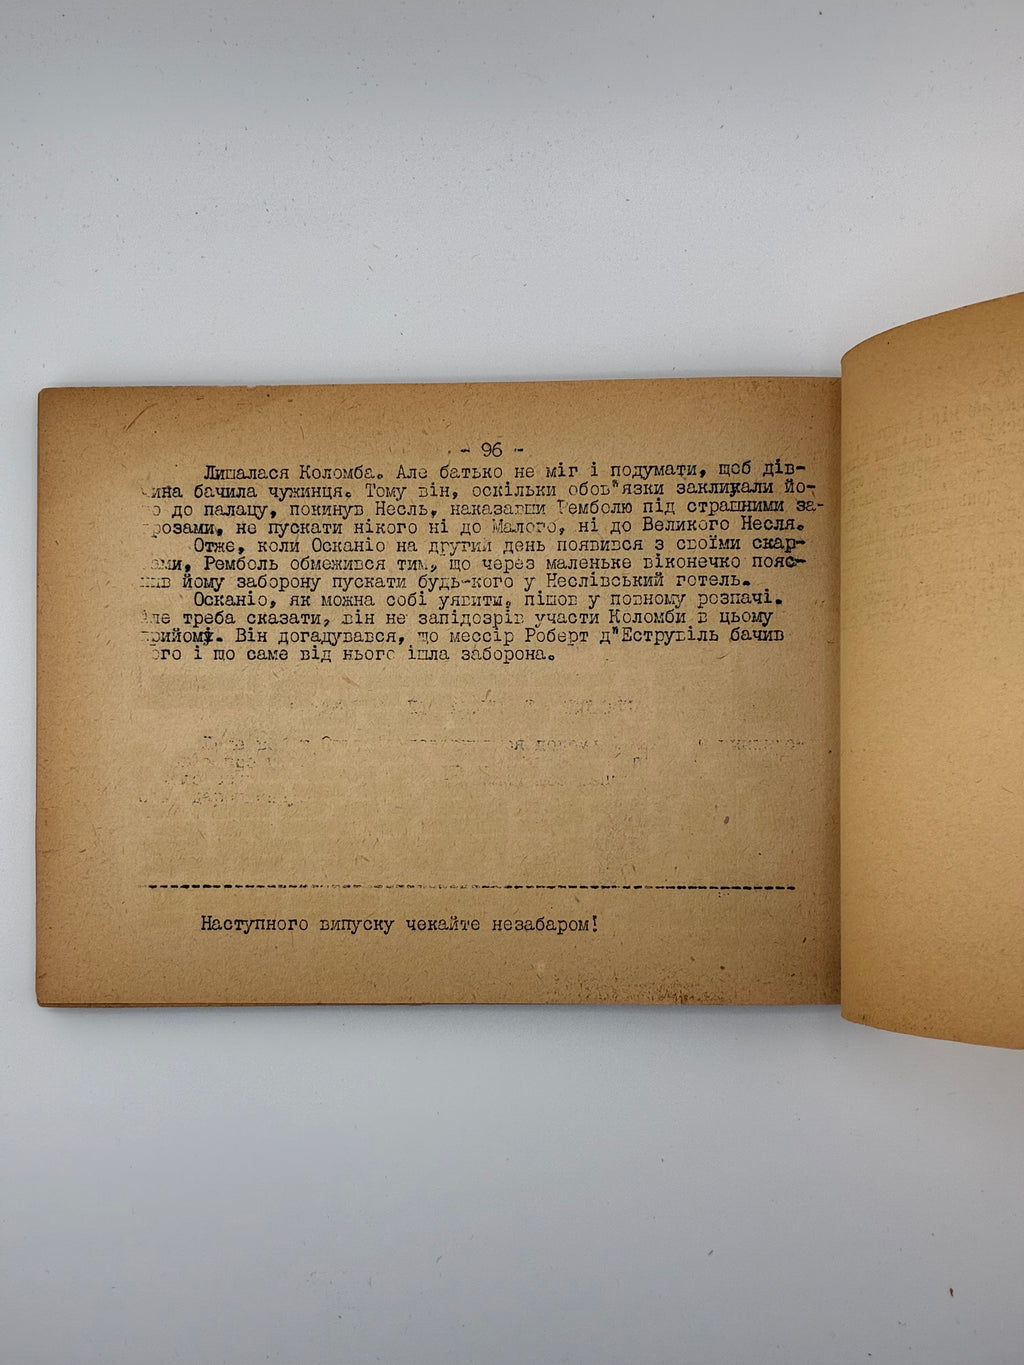 - 96 -
Лишалася Коломба. Але батько не міг і подумати, щоб дів-
чина бачила чужинця. Тому він, оскільки обов"язки закликали йо-
го до палацу, покинув Несль, наказавши Ремболю під страшними за-
грозами, не пускати нікого ні до Малого, ні до Великого Несля.
Отже, коли Осканіо на другий день появився з своїми скар-
гами, Ремболь обмежився тим, що через маленьке віконечко пояс-
нив йому заборону пускати будь-кого у Неслівський готель.
Осканіо, як можна собі уявити, пішов у повному розпачі.
Але треба сказати, він не запідозрів участи Коломби в цьому
прийомі. Він догадувався, що мессір Роберт д"Еструвіль бачив
його і що саме від нього ішла заборона.
Наступного випуску чекайте незабаром!